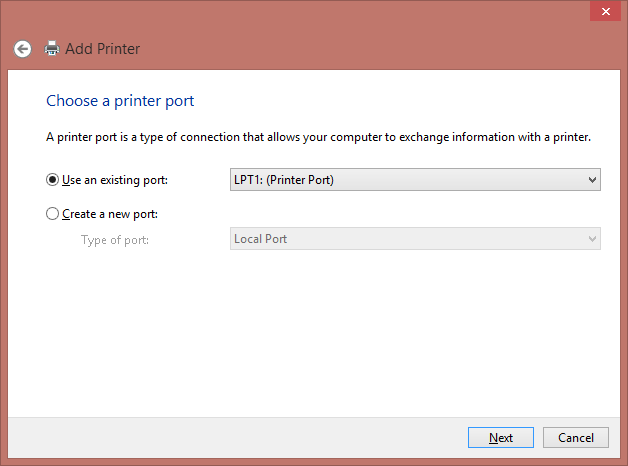 Add Printer
Choose a printer port
A printer port is a type of connection that allows your computer to exchange information with a printer.
Use an existing port: LPT1: (Printer Port)
Create a new port:
Type of port: Local Port
Next Cancel